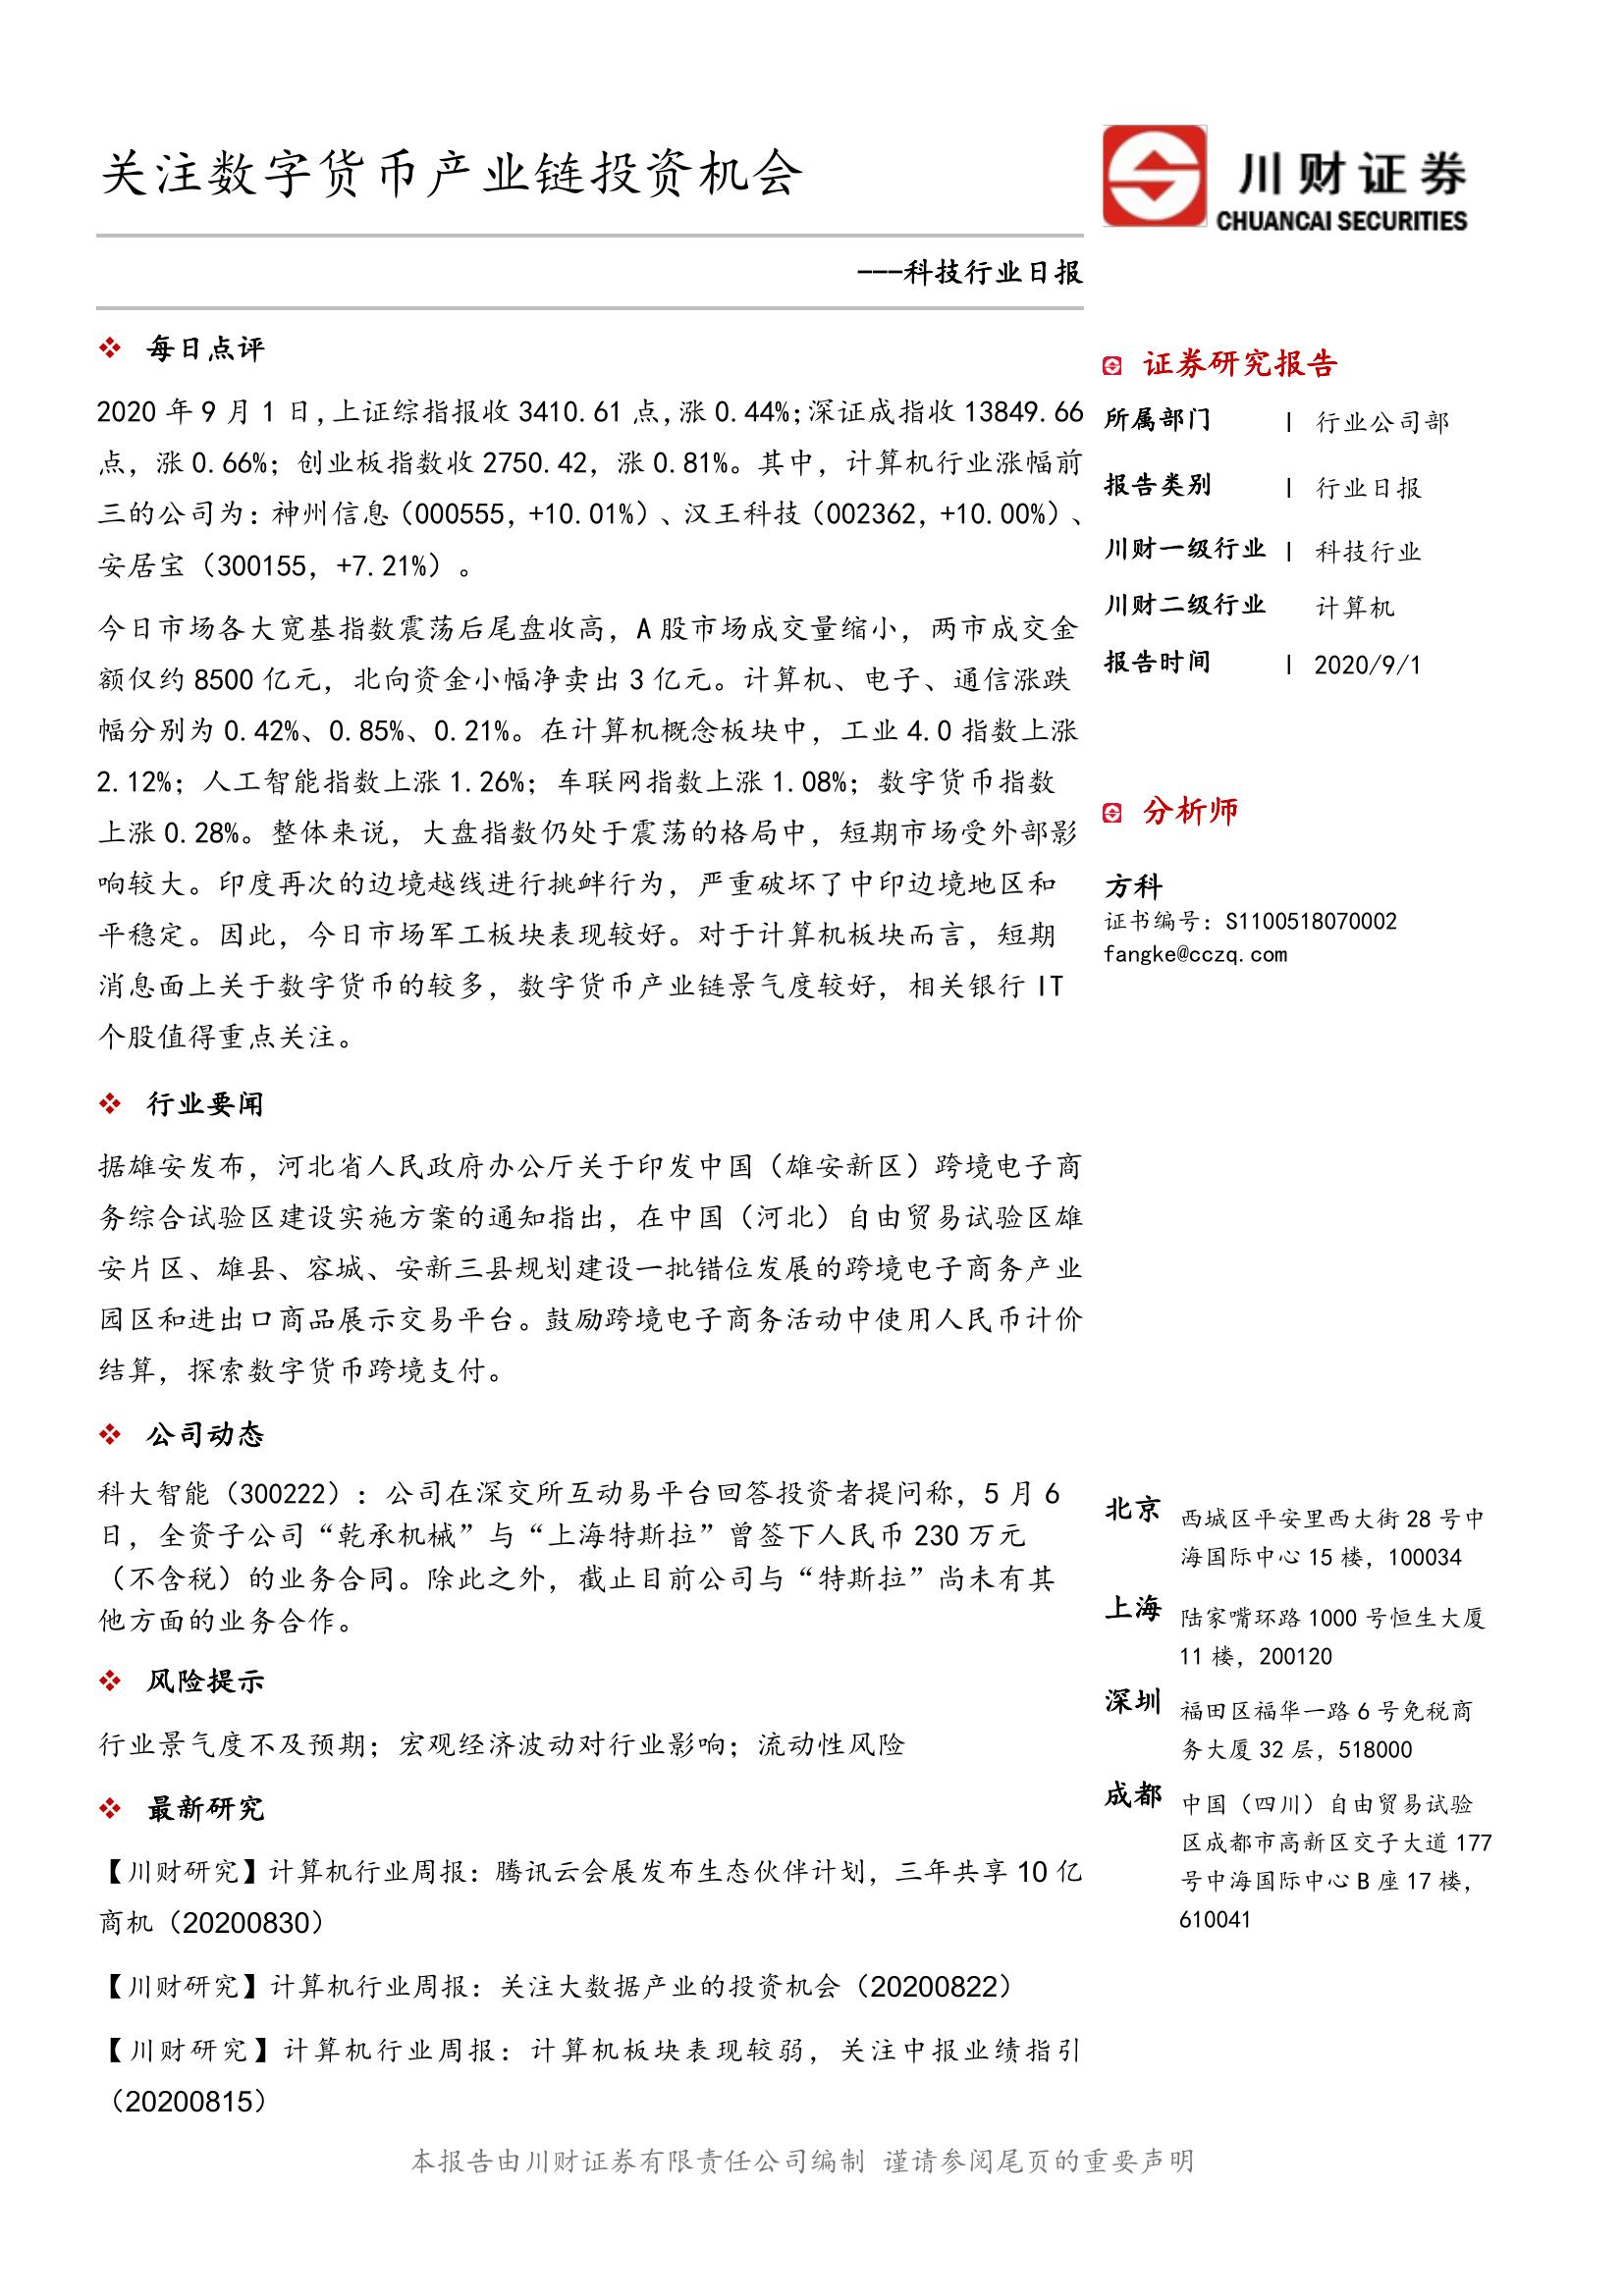 关注数字货币产业链投资机会
川财证券
CHUANCAI SECURITIES
---科技行业日报
❖ 每日点评
2020 年 9 月 1 日，上证综指报收 3410.61 点，涨 0.44%；深证成指收 13849.66
点，涨 0.66%；创业板指数收 2750.42，涨 0.81%。其中，计算机行业涨幅前
三的公司为：神州信息（000555，+10.01%）、汉王科技（002362，+10.00%）、
安居宝（300155，+7.21%）。
今日市场各大宽基指数震荡后尾盘收高，A 股市场成交量缩小，两市成交金
额仅约 8500 亿元，北向资金小幅净卖出 3 亿元。计算机、电子、通信涨跌
幅分别为 0.42%、0.85%、0.21%。在计算机概念板块中，工业 4.0 指数上涨
2.12%；人工智能指数上涨 1.26%；车联网指数上涨 1.08%；数字货币指数
上涨 0.28%。整体来说，大盘指数仍处于震荡的格局中，短期市场受外部影
响较大。印度再次的边境越线进行挑衅行为，严重破坏了中印边境地区和
平稳定。因此，今日市场军工板块表现较好。对于计算机板块而言，短期
消息面上关于数字货币的较多，数字货币产业链景气度较好，相关银行 IT
个股值得重点关注。
❖ 行业要闻
据雄安发布，河北省人民政府办公厅关于印发中国（雄安新区）跨境电子商
务综合试验区建设实施方案的通知指出，在中国（河北）自由贸易试验区雄
安片区、雄县、容城、安新三县规划建设一批错位发展的跨境电子商务产业
园区和进出口商品展示交易平台。鼓励跨境电子商务活动中使用人民币计价
结算，探索数字货币跨境支付。
❖ 公司动态
科大智能（300222）：公司在深交所互动易平台回答投资者提问称，5 月 6
日，全资子公司“乾承机械”与“上海特斯拉”曾签下人民币 230 万元
（不含税）的业务合同。除此之外，截止目前公司与“特斯拉”尚未有其
他方面的业务合作。
❖ 风险提示
行业景气度不及预期；宏观经济波动对行业影响；流动性风险
❖ 最新研究
【川财研究】计算机行业周报：腾讯云会展发布生态伙伴计划，三年共享 10 亿
商机（20200830）
【川财研究】计算机行业周报：关注大数据产业的投资机会（20200822）
【川财研究】计算机行业周报：计算机板块表现较弱，关注中报业绩指引
（20200815）
证券研究报告
所属部门 | 行业公司部
报告类别 | 行业日报
川财一级行业 | 科技行业
川财二级行业 计算机
报告时间 | 2020/9/1
分析师
方科
证书编号：S1100518070002
fangke@cczq.com
北京 西城区平安里西大街 28 号中
海国际中心 15 楼，100034
上海 陆家嘴环路 1000 号恒生大厦
11 楼，200120
深圳 福田区福华一路 6 号免税商
务大厦 32 层，518000
成都 中国（四川）自由贸易试验
区成都市高新区交子大道 177
号中海国际中心 B 座 17 楼，
610041
本报告由川财证券有限责任公司编制 谨请参阅尾页的重要声明